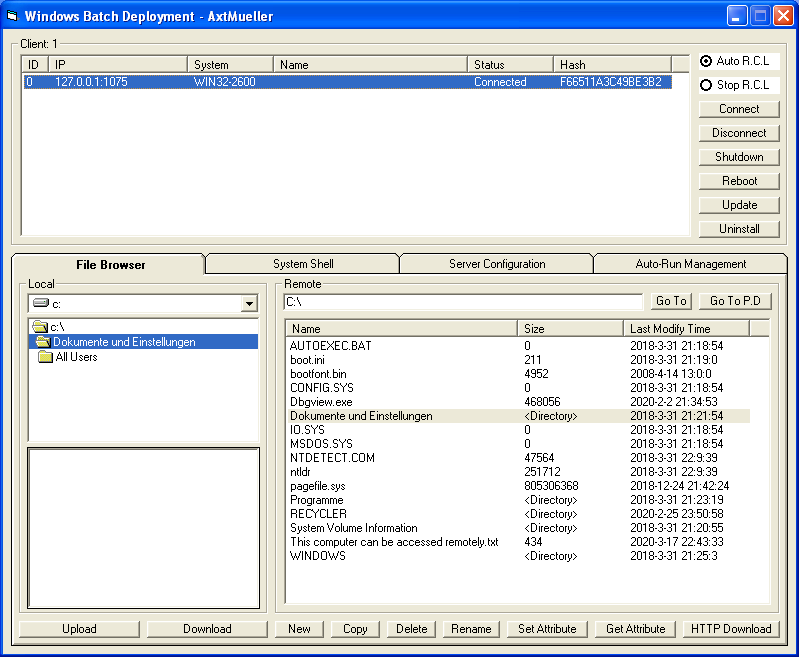 Windows Batch Deployment - AxtMueller
Client: 1
ID IP System Name Status Hash
0 127.0.0.1:1075 WIN32-2600 Connected F66511A3C49BE3B2
Auto R.C.L
Stop R.C.L
Connect
Disconnect
Shutdown
Reboot
Update
Uninstall
File Browser System Shell Server Configuration Auto-Run Management
Local
c:
c:\
Dokumente und Einstellungen
All Users
Remote
C:\ Go To Go To P.D
Name Size Last Modify Time
AUTOEXEC.BAT 0 2018-3-31 21:18:54
boot.ini 211 2018-3-31 21:19:0
bootfont.bin 4952 2008-4-14 13:0:0
CONFIG.SYS 0 2018-3-31 21:18:54
Dbgview.exe 468056 2020-2-2 21:34:53
Dokumente und Einstellungen <Directory> 2018-3-31 21:21:54
IO.SYS 0 2018-3-31 21:18:54
MSDOS.SYS 0 2018-3-31 21:18:54
NTDETECT.COM 47564 2018-3-31 22:9:39
ntldr 251712 2018-3-31 22:9:39
pagefile.sys 805306368 2018-12-24 21:42:24
Programme <Directory> 2018-3-31 21:23:19
RECYCLER <Directory> 2020-2-25 23:50:58
System Volume Information <Directory> 2018-3-31 21:20:55
This computer can be accessed remotely.txt 434 2020-3-17 22:43:33
WINDOWS <Directory> 2018-3-31 21:25:3
Upload Download New Copy Delete Rename Set Attribute Get Attribute HTTP Download